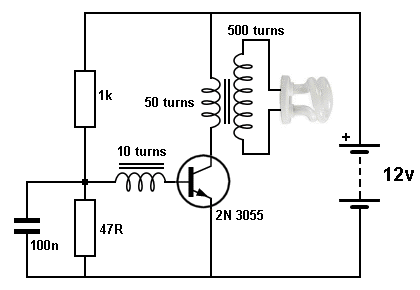 500 turns
1k
50 turns
10 turns
+
12v
2N 3055
47R
100n